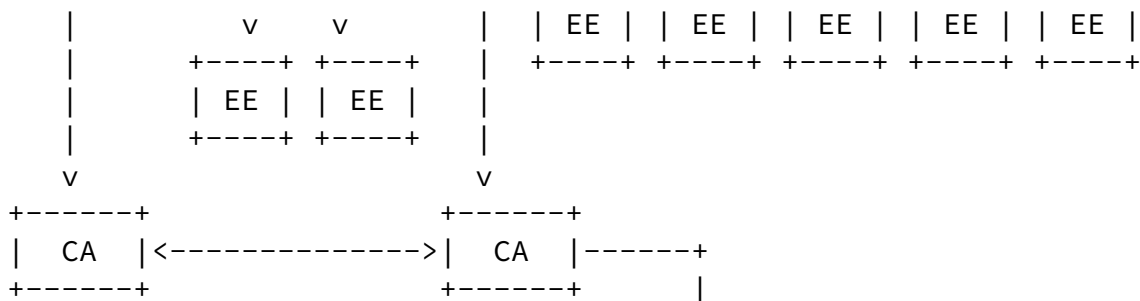 |           v    v        |  | EE | | EE | | EE | | EE | | EE |
|       +----+ +----+     |  +----+ +----+ +----+ +----+ +----+
|       | EE | | EE |     |
|       +----+ +----+     |
v                         v
+------+                +------+
|  CA  |<-------------->|  CA  |------+
+------+                +------+      |